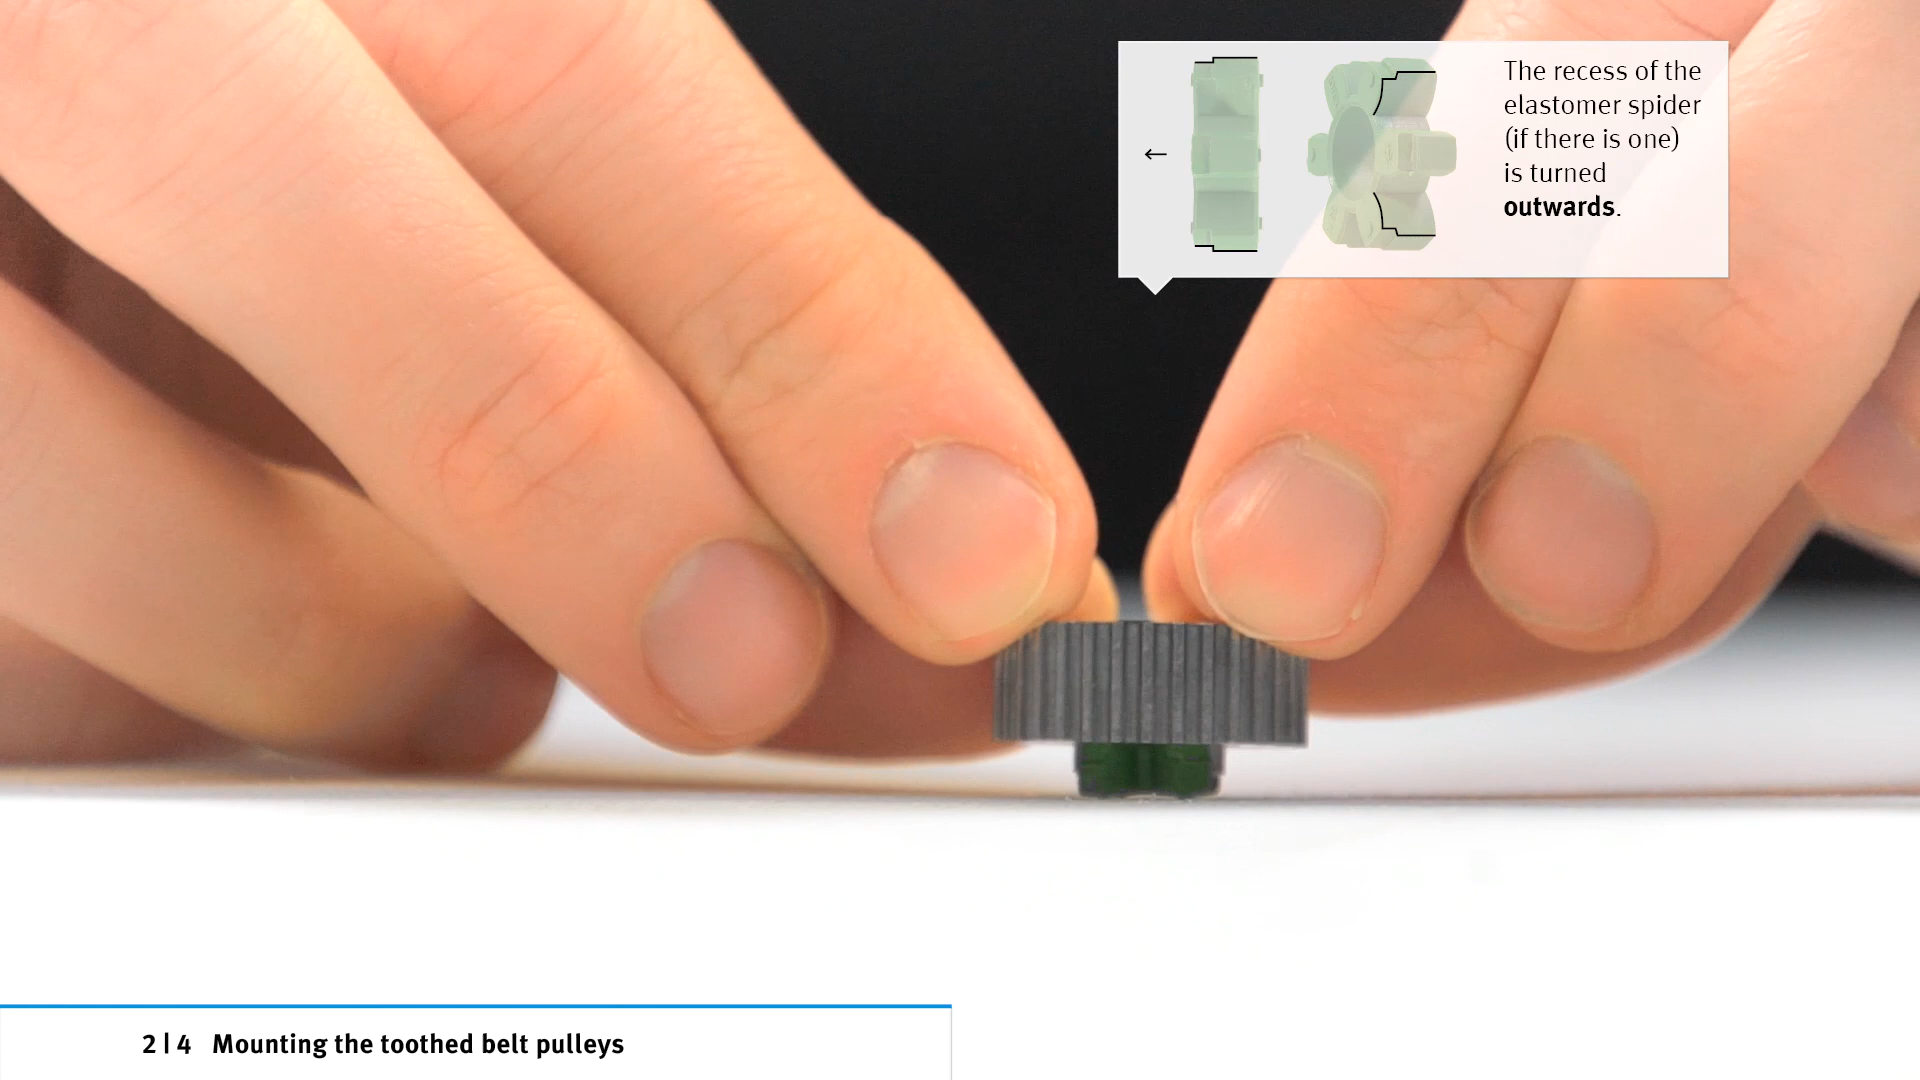 ←
The recess of the
elastomer spider
(if there is one)
is turned
outwards.
2 | 4 Mounting the toothed belt pulleys